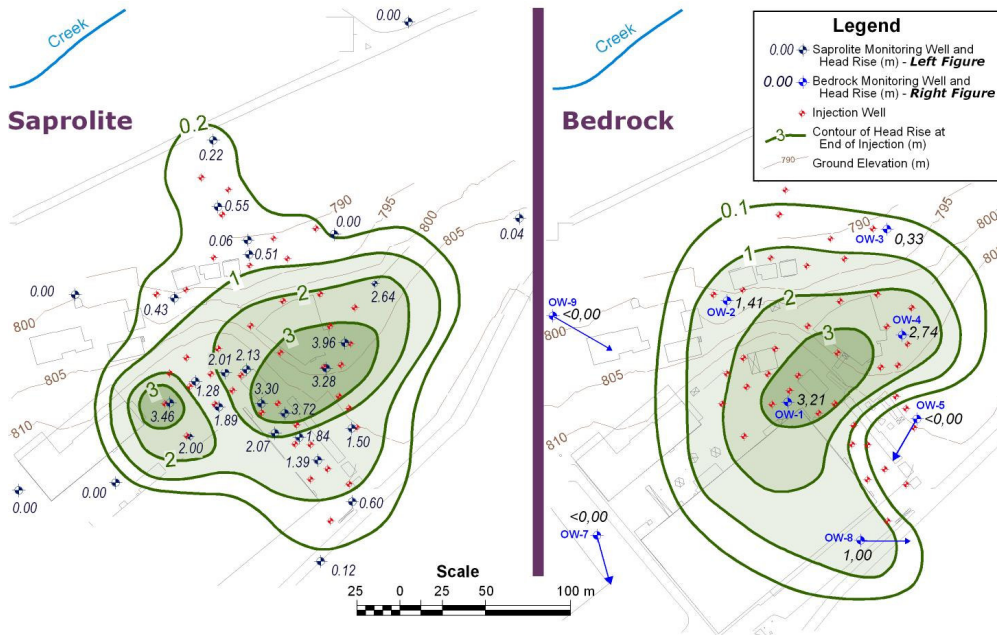 Creek
Saprolite
0.00
0.2
0.22
0.55
0.06
0.51
0.00
790
795
800
805
0.04
0.00
0.43
1
2
2.64
800
3
3.96
2.01
2.13
3.28
805
1.28
3.30
3
3.46
1.89
3.72
810
2.00
2.07
1.84
1.50
2
1.39
0.00
0.00
0.60
0.12
Creek
Bedrock
Legend
0.00 Saprolite Monitoring Well and
Head Rise (m) - Left Figure
0.00 Bedrock Monitoring Well and
Head Rise (m) - Right Figure
Injection Well
3 Contour of Head Rise at
End of Injection (m)
790 Ground Elevation (m)
0.1
790
795
800
805
OW-3
0,33
1
OW-9
<0,00
OW-2
1,41
2
OW-4
2,74
800
3
805
OW-1
3,21
OW-5
<0,00
810
<0,00
OW-7
OW-8
1,00
Scale
25 0 25 50 100 m